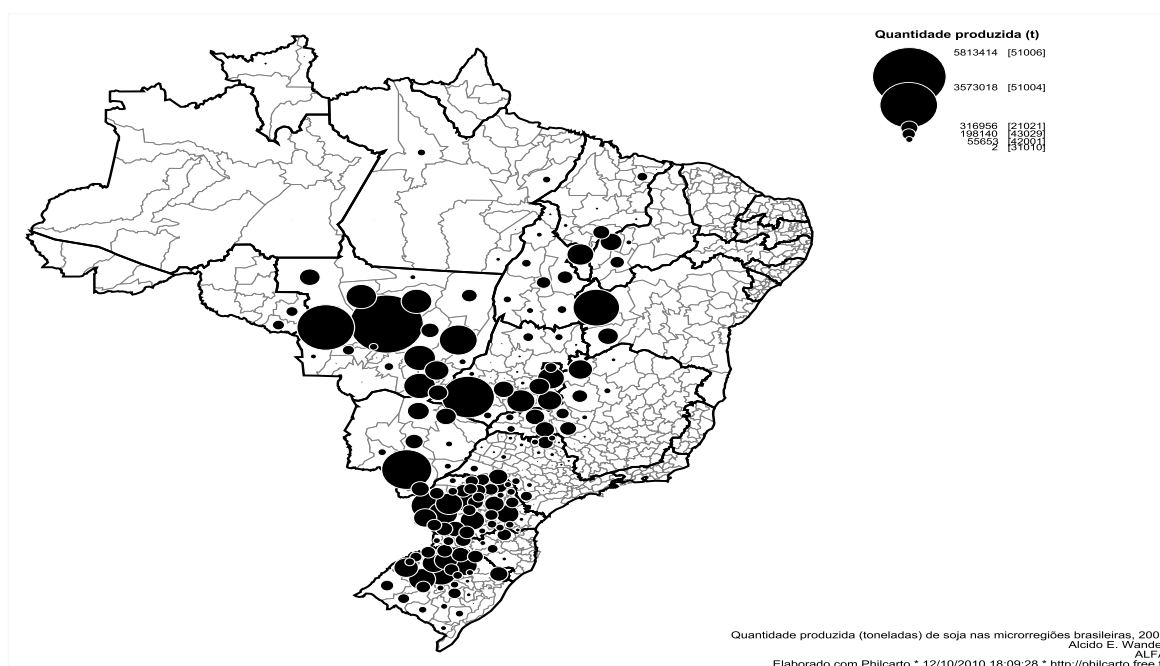 Quantidade produzida (t)
5813414 [51006]
3573018 [51004]
316956 [21021]
198140 [43029]
55653 [42001]
2 [31010]
Quantidade produzida (toneladas) de soja nas microrregiões brasileiras, 200
Alcido E. Wande
ALFA
Elaborado com Philcarto * 12/10/2010 18:09:28 * http://philcarto.free